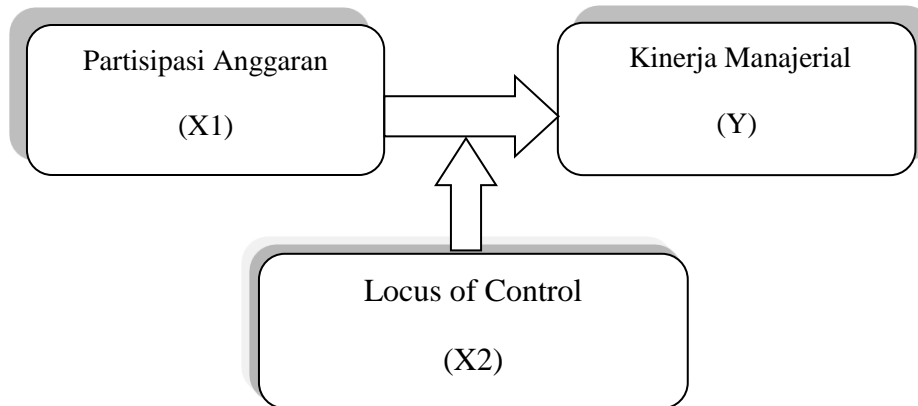 Partisipasi Anggaran
(X1)
Kinerja Manajerial
(Y)
Locus of Control
(X2)